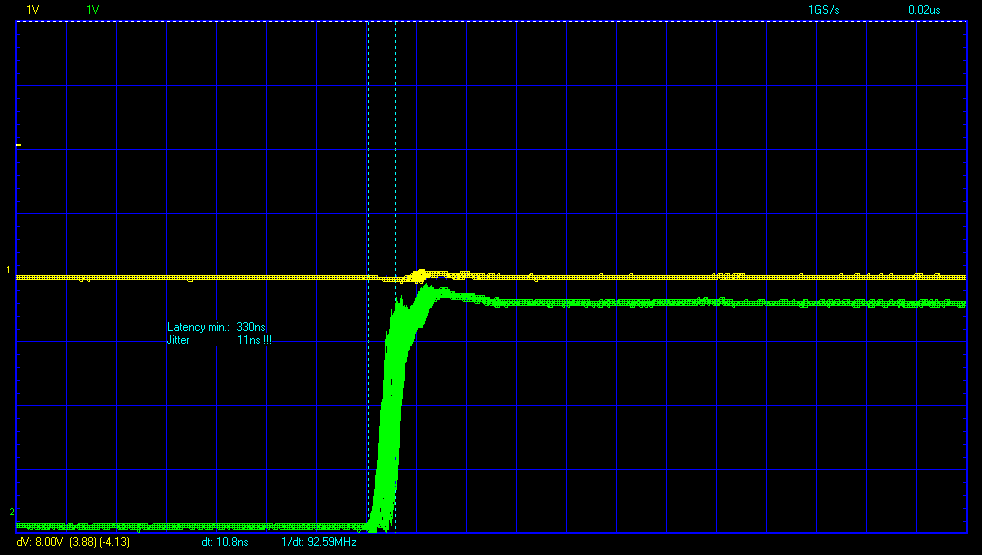 1V 1V 1GS/s 0.02us
1
Latency min.: 330ns
Jitter 11ns !!!
2
dV: 8.00V (3.88) (-4.13) dt: 10.8ns 1/dt: 92.59MHz